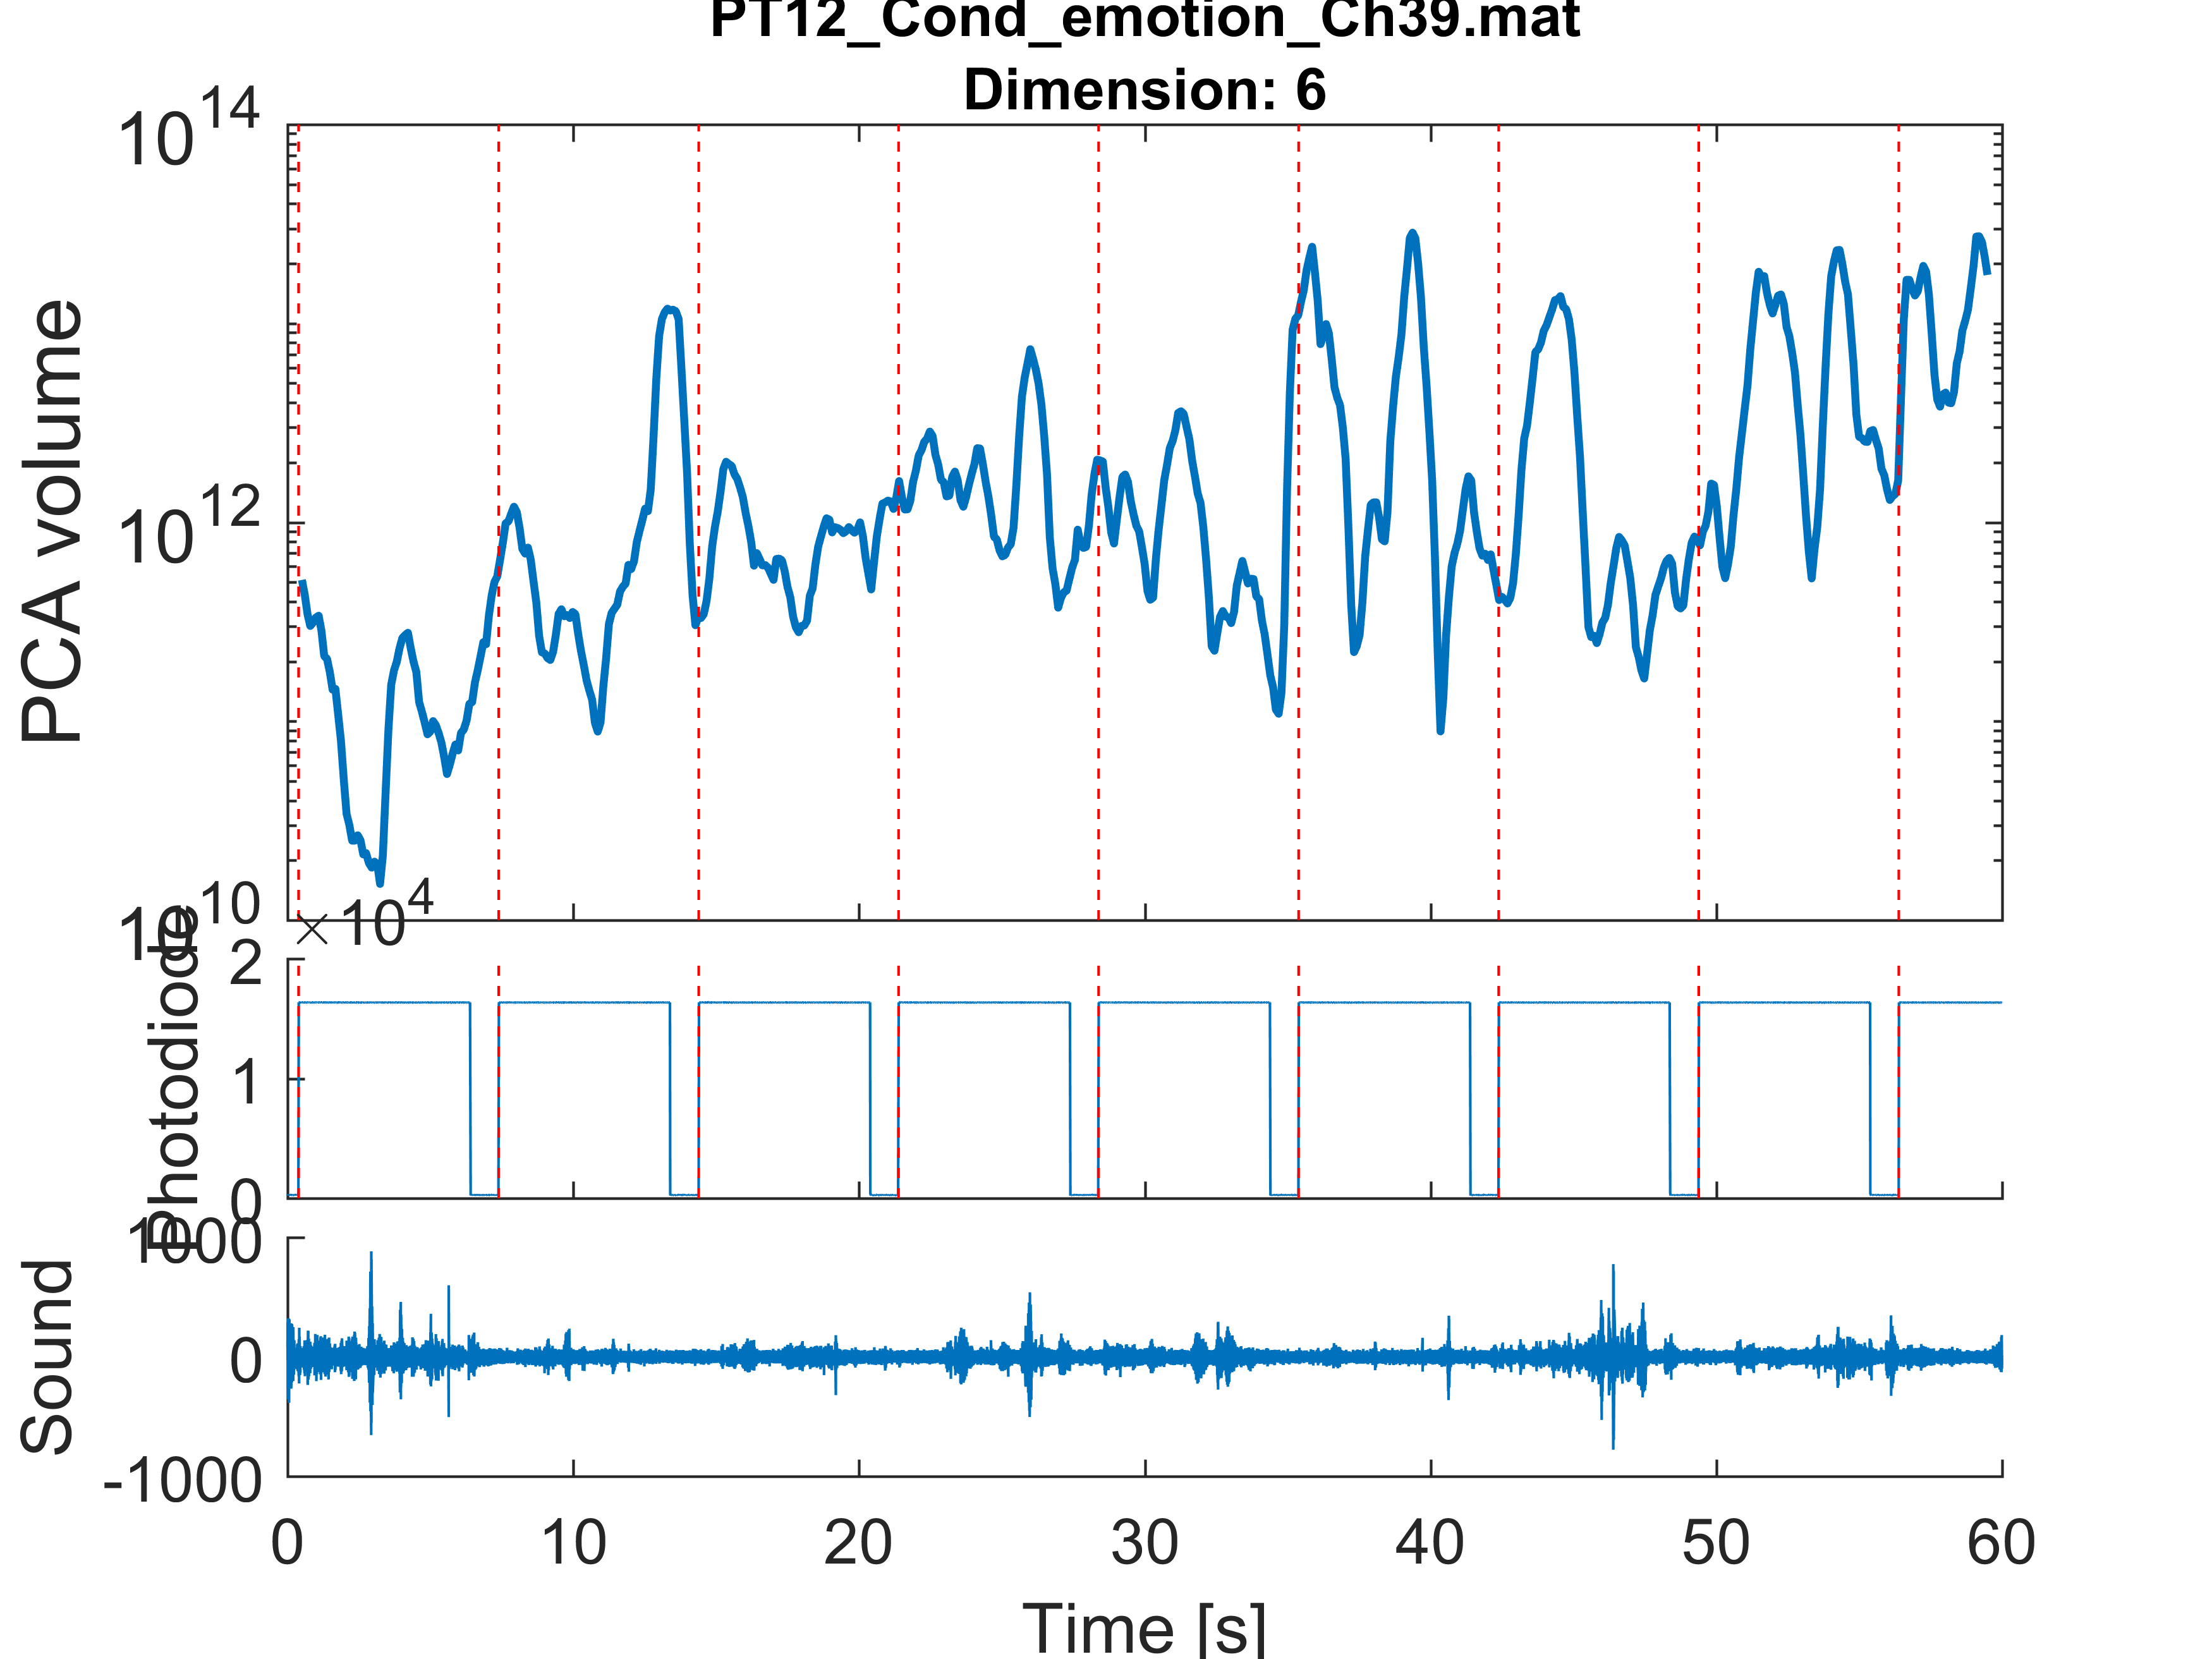 PT12_Cond_emotion_Ch39.mat
Dimension: 6
10^14
10^12
10^10
PCA volume
×10^4
2
1
0
Photodiode
1000
0
-1000
Sound
0 10 20 30 40 50 60
Time [s]